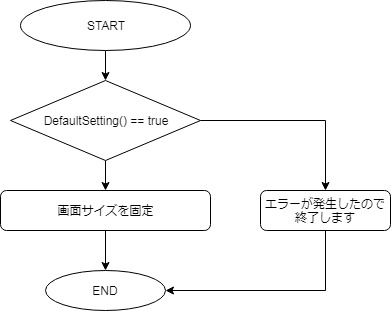 START
DefaultSetting() == true
画面サイズを固定
エラーが発生したので
終了します
END